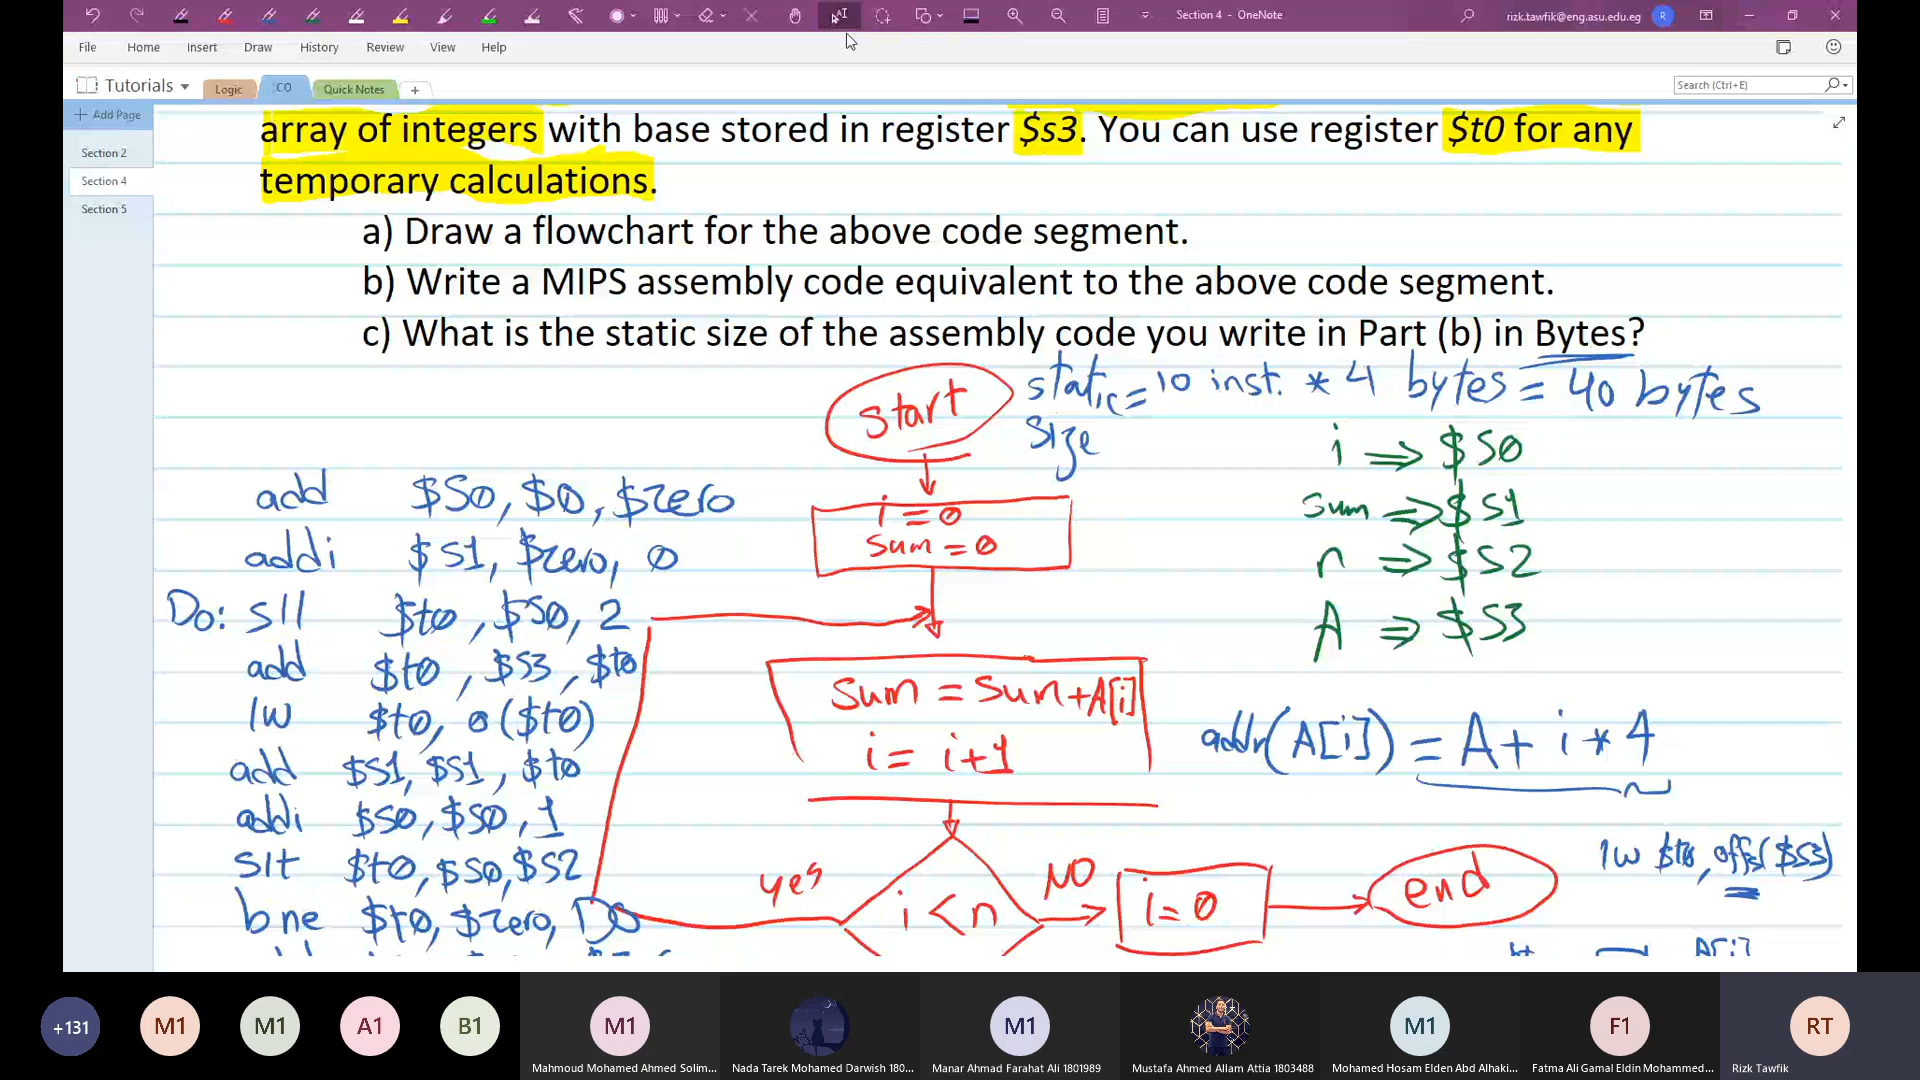 Section 4 - OneNote
rizk.tawfik@eng.asu.edu.eg
R
File Home Insert Draw History Review View Help
Tutorials
Logic
CO
Quick Notes
+
Search (Ctrl+E)
+ Add Page
Section 2
Section 4
Section 5
array of integers with base stored in register $s3. You can use register $t0 for any
temporary calculations.
a) Draw a flowchart for the above code segment.
b) Write a MIPS assembly code equivalent to the above code segment.
c) What is the static size of the assembly code you write in Part (b) in Bytes?
static size = 10 inst. * 4 bytes = 40 bytes
start
i = 0
sum = 0
sum = sum+A[i]
i = i+1
i < n
yes
NO
i = 0
end
i => $S0
sum => $S1
n => $S2
A => $S3
addr(A[i]) = A + i * 4
lw $t0, offs($S3)
A[i]
add $S0, $0, $zero
addi $S1, $zero, 0
Do: sll $t0, $S0, 2
add $t0, $S3, $t0
lw $t0, 0($t0)
add $S1, $S1, $t0
addi $S0, $S0, 1
slt $t0, $S0, $S2
bne $t0, $zero, Do
+131
M1
M1
A1
B1
M1
M1
M1
F1
RT
Mahmoud Mohamed Ahmed Solim...
Nada Tarek Mohamed Darwish 180...
Manar Ahmad Farahat Ali 1801989
Mustafa Ahmed Allam Attia 1803488
Mohamed Hosam Elden Abd Alhaki...
Fatma Ali Gamal Eldin Mohammed...
Rizk Tawfik